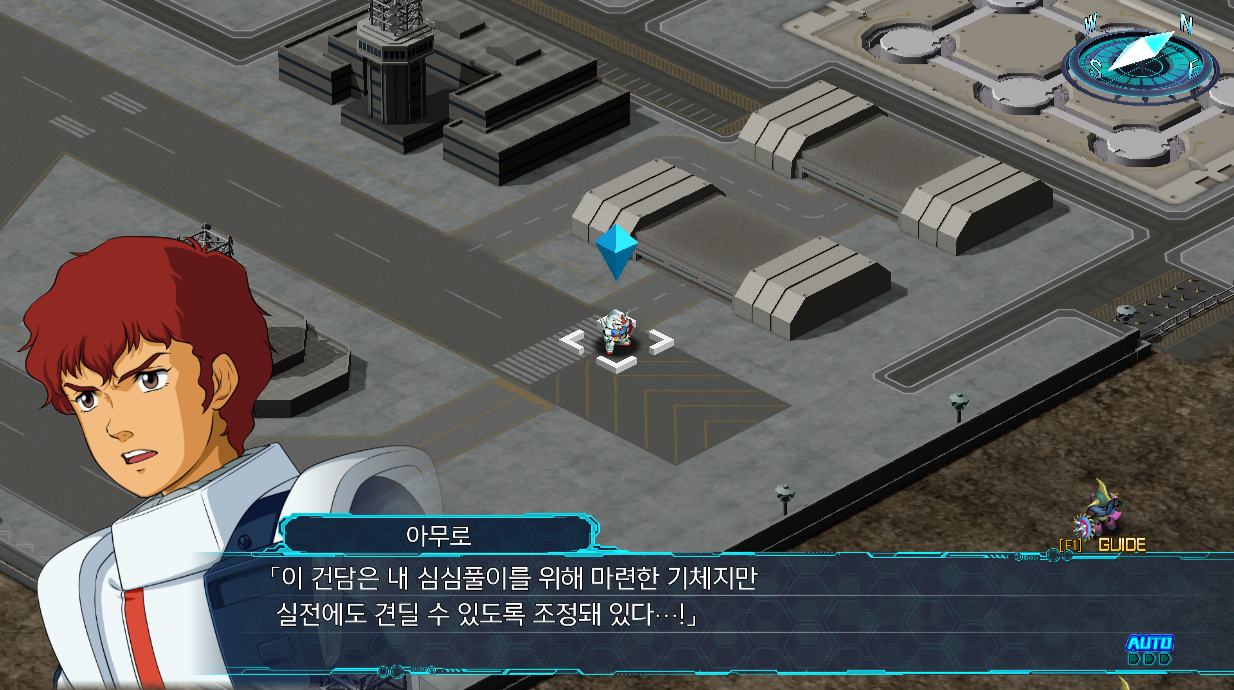 W N
S E
아무로
[F1] GUIDE
「이 건담은 내 심심풀이를 위해 마련한 기체지만
실전에도 견딜 수 있도록 조정돼 있다…!」
AUTO